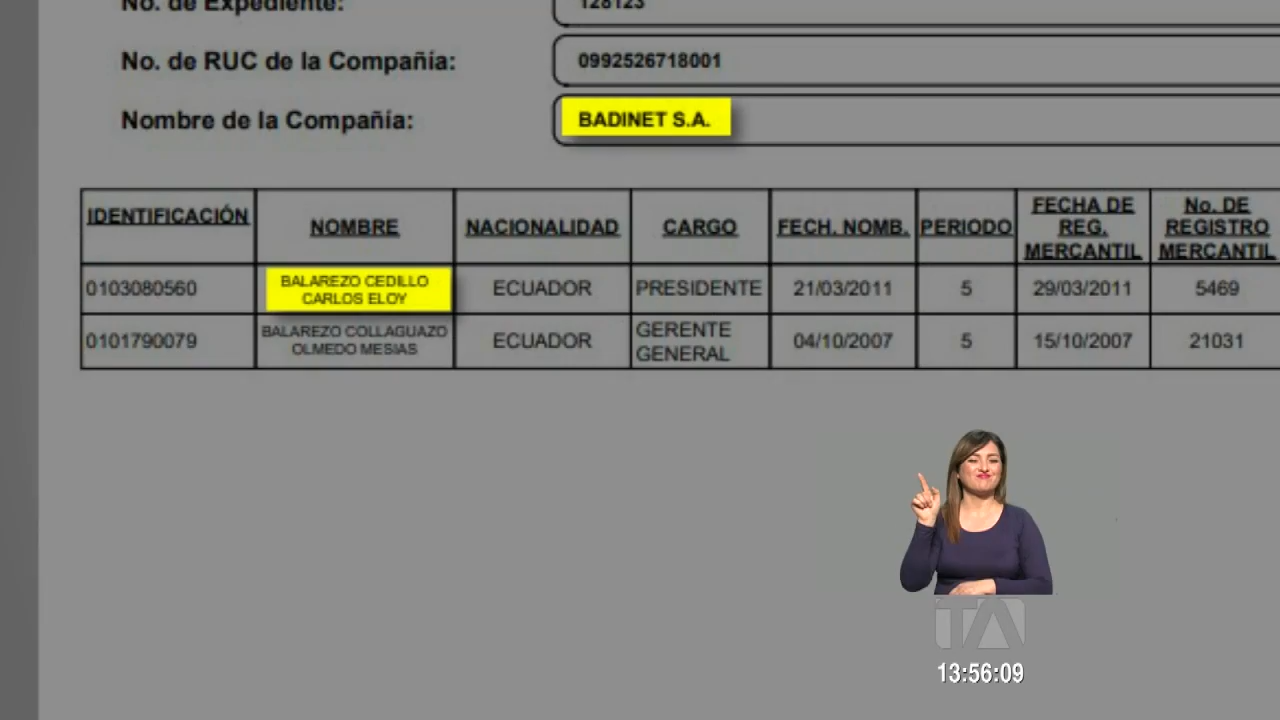 No. de Expediente:
128123
No. de RUC de la Compañía:
0992526718001
Nombre de la Compañía:
BADINET S.A.
IDENTIFICACIÓN
NOMBRE
NACIONALIDAD
CARGO
FECH. NOMB.
PERIODO
FECHA DE
REG.
MERCANTIL
No. DE
REGISTRO
MERCANTIL
0103080560
BALAREZO CEDILLO
CARLOS ELOY
ECUADOR
PRESIDENTE
21/03/2011
5
29/03/2011
5469
0101790079
BALAREZO COLLAGUAZO
OLMEDO MESIAS
ECUADOR
GERENTE
GENERAL
04/10/2007
5
15/10/2007
21031
13:56:09